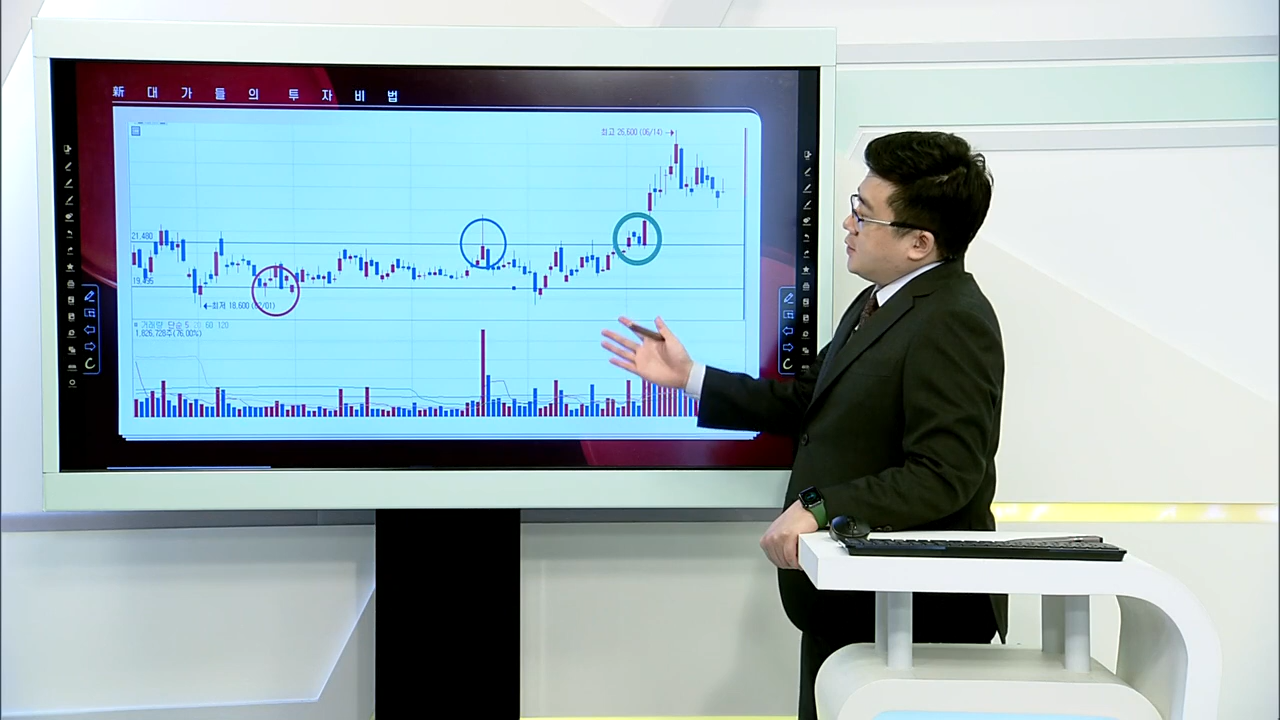 新 대가들의 투자비법
최고 25,600 (06/14)→
21,480
19,495
←최저 18,600 (02/01)
거래량 단순 5 20 60 120
1,826,728주(76.00%)